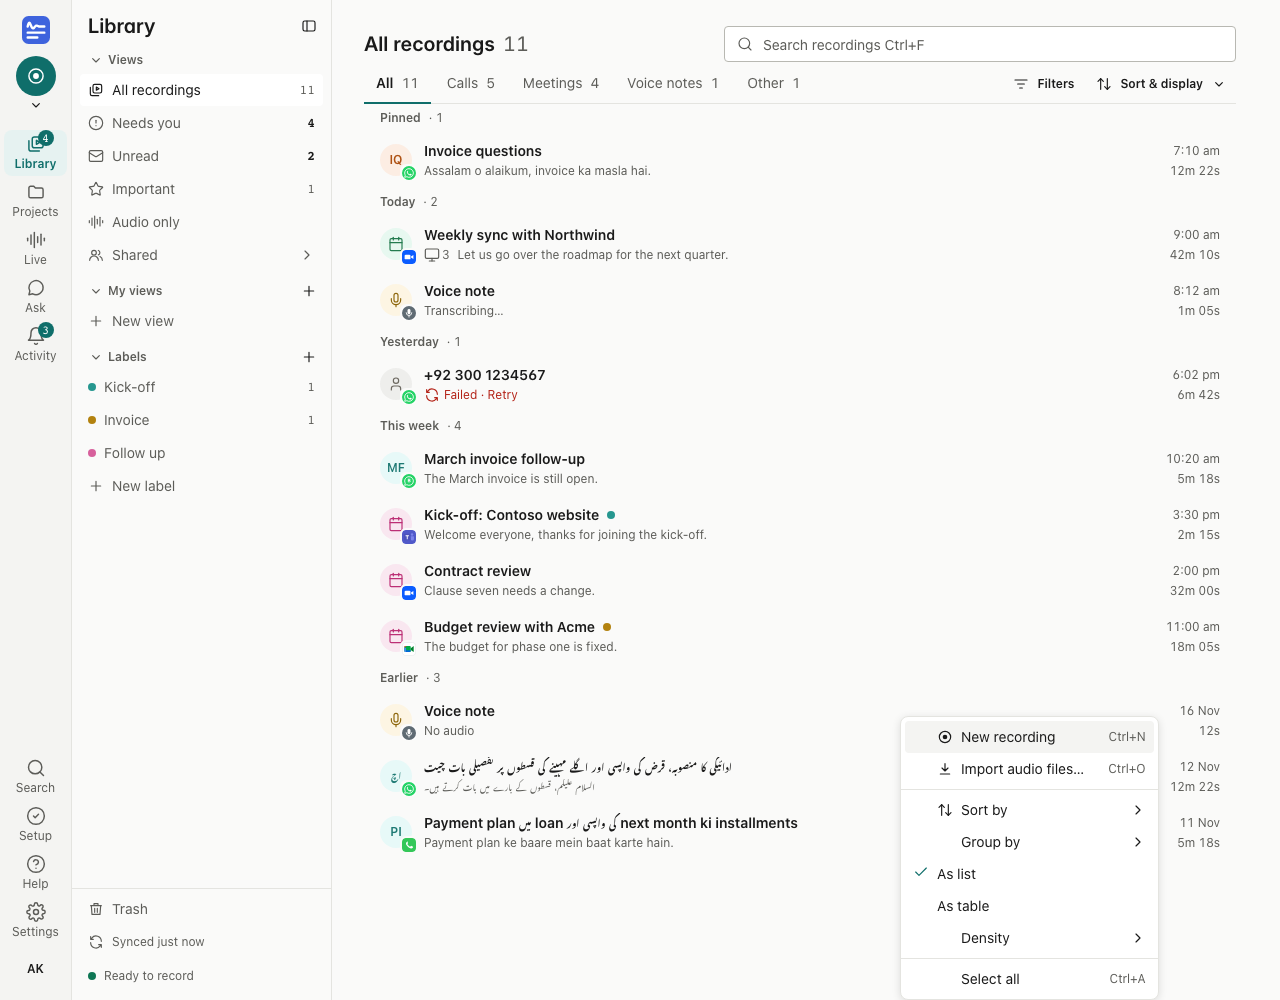 Library
Views
All recordings 11
Needs you 4
Unread 2
Important 1
Audio only
Shared
My views
New view
Labels
Kick-off 1
Invoice 1
Follow up
New label
Trash
Synced just now
Ready to record
4
Library
Projects
Live
Ask
3
Activity
Search
Setup
Help
Settings
AK
All recordings 11
Search recordings Ctrl+F
All 11 Calls 5 Meetings 4 Voice notes 1 Other 1
Filters Sort & display
Pinned · 1
IQ Invoice questions 7:10 am
Assalam o alaikum, invoice ka masla hai. 12m 22s
Today · 2
Weekly sync with Northwind 9:00 am
3 Let us go over the roadmap for the next quarter. 42m 10s
Voice note 8:12 am
Transcribing... 1m 05s
Yesterday · 1
+92 300 1234567 6:02 pm
Failed · Retry 6m 42s
This week · 4
MF March invoice follow-up 10:20 am
The March invoice is still open. 5m 18s
Kick-off: Contoso website 3:30 pm
Welcome everyone, thanks for joining the kick-off. 2m 15s
Contract review 2:00 pm
Clause seven needs a change. 32m 00s
Budget review with Acme 11:00 am
The budget for phase one is fixed. 18m 05s
Earlier · 3
Voice note 16 Nov
No audio 12s
اچ ادائیگی کا منصوبہ، قرض کی واپسی اور اگلے مہینے کی قسطوں پر تفصیلی بات چیت 12 Nov
السلام علیکم، قسطوں کے بارے میں بات کرتے ہیں۔ 12m 22s
PI Payment plan میں loan کی واپسی اور next month ki installments 11 Nov
Payment plan ke baare mein baat karte hain. 5m 18s
New recording Ctrl+N
Import audio files... Ctrl+O
Sort by
Group by
As list
As table
Density
Select all Ctrl+A